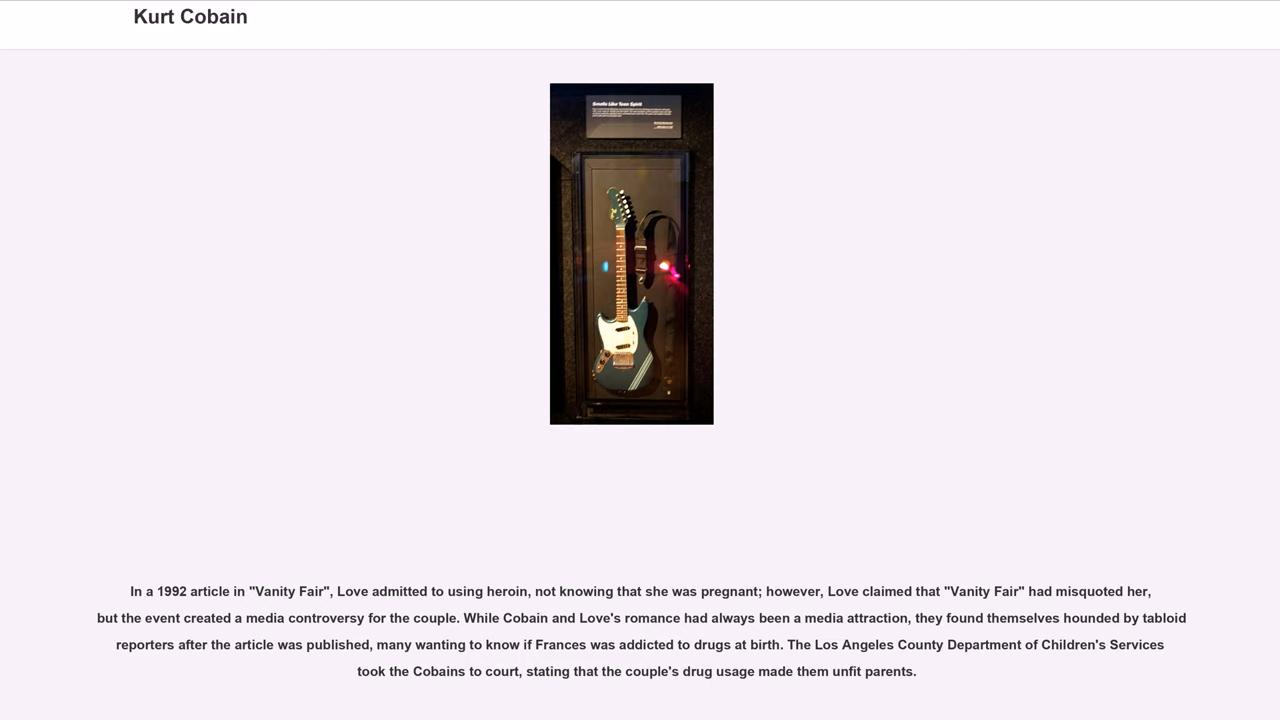 Kurt Cobain
Smells Like Teen Spirit
In a 1992 article in "Vanity Fair", Love admitted to using heroin, not knowing that she was pregnant; however, Love claimed that "Vanity Fair" had misquoted her,
but the event created a media controversy for the couple. While Cobain and Love's romance had always been a media attraction, they found themselves hounded by tabloid
reporters after the article was published, many wanting to know if Frances was addicted to drugs at birth. The Los Angeles County Department of Children's Services
took the Cobains to court, stating that the couple's drug usage made them unfit parents.